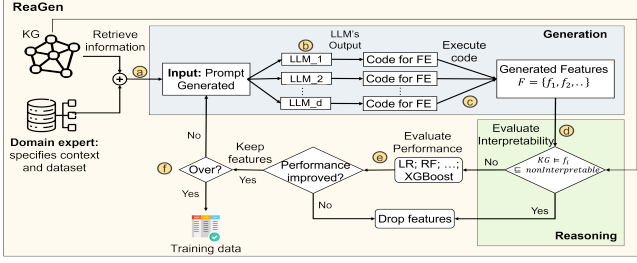 ReaGen
KG
Retrieve
information
a
Domain expert:
specifies context
and dataset
Generation
b
LLM's
Output
Input: Prompt
Generated
LLM_1
LLM_2
LLM_d
Code for FE
Code for FE
Code for FE
Execute
code
c
Generated Features
F = {f₁, f₂, ..}
d
Evaluate
Interpretability
KG ⊨ fᵢ
⊑ nonInterpretable
No
Yes
Reasoning
Evaluate
Performance
e
LR; RF; ...;
XGBoost
Performance
improved?
Keep
features
Yes
No
Drop features
f
Over?
No
Yes
Training data